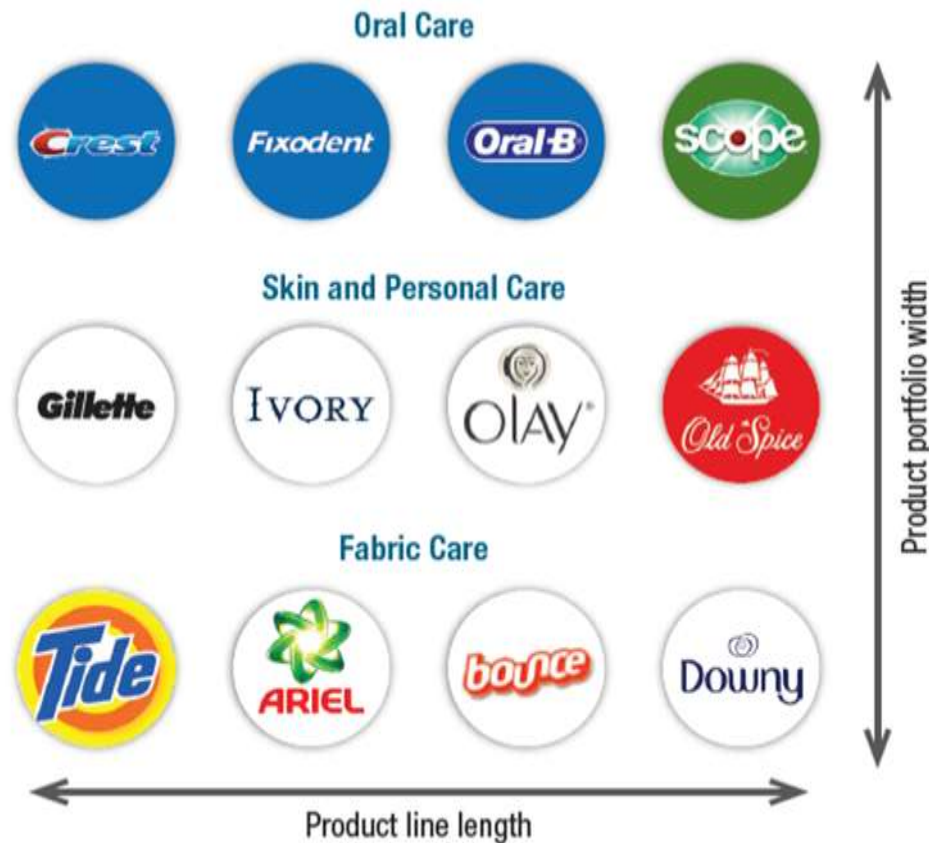 Oral Care
Crest
Fixodent
Oral-B
scope
Skin and Personal Care
Gillette
IVORY
OLAY
Old Spice
Fabric Care
Tide
ARIEL
bounce
Downy
Product line length
Product portfolio width